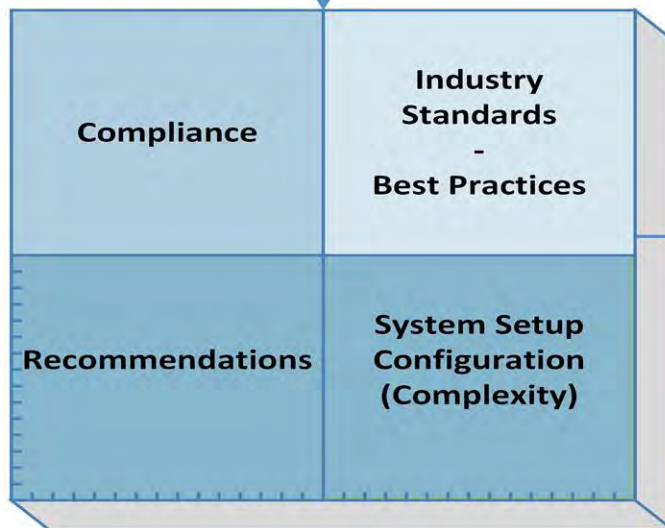 Compliance
Industry
Standards
-
Best Practices
Recommendations
System Setup
Configuration
(Complexity)